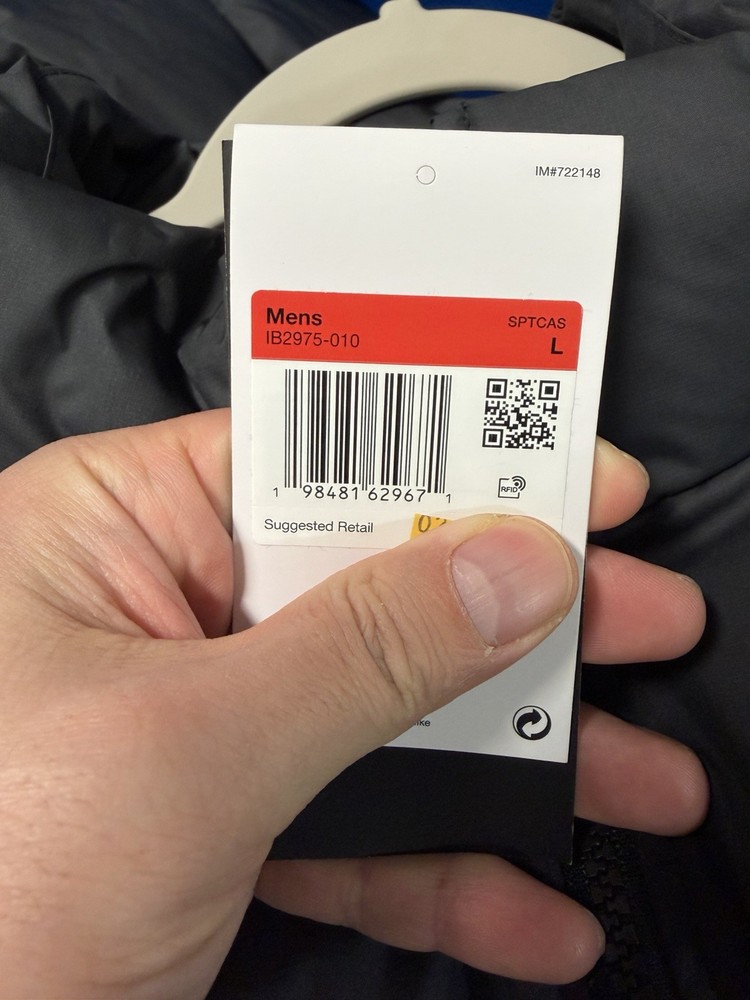 IM#722148
Mens
SPTCAS
IB2975-010
L
1 98481 62967 1
RFID
Suggested Retail